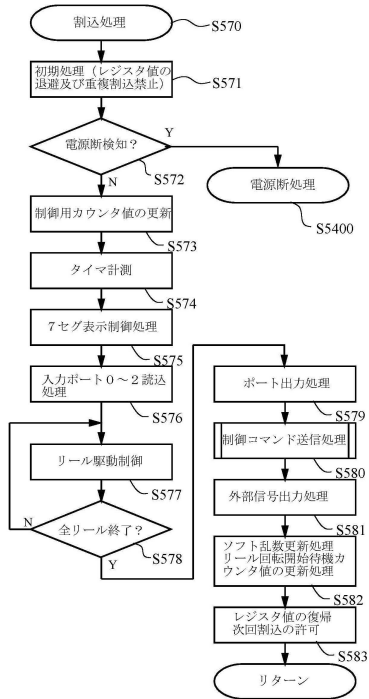 割込処理
S570
初期処理（レジスタ値の
退避及び重複割込禁止）
S571
電源断検知？
Y
N
S572
電源断処理
S5400
制御用カウンタ値の更新
S573
タイマ計測
S574
７セグ表示制御処理
S575
入力ポート０～２読込
処理
S576
リール駆動制御
S577
全リール終了？
N
Y
S578
ポート出力処理
S579
制御コマンド送信処理
S580
外部信号出力処理
S581
ソフト乱数更新処理
リール回転開始待機カ
ウンタ値の更新処理
S582
レジスタ値の復帰
次回割込の許可
S583
リターン